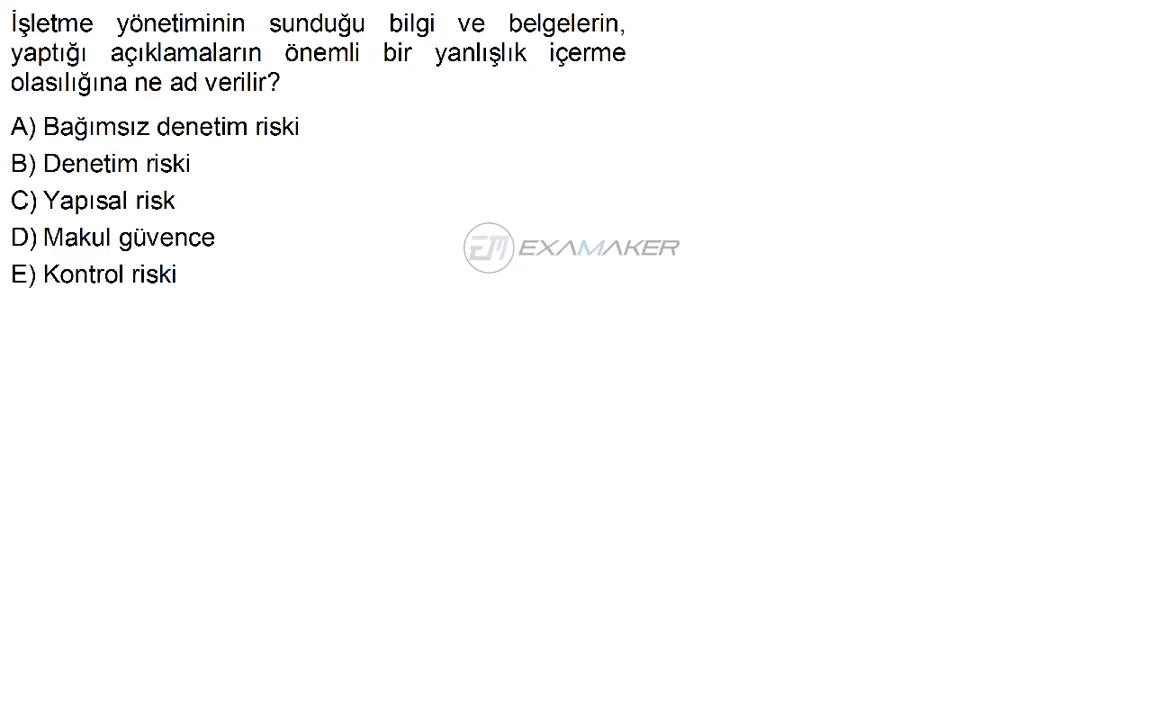 İşletme yönetiminin sunduğu bilgi ve belgelerin,
yaptığı açıklamaların önemli bir yanlışlık içerme
olasılığına ne ad verilir?
A) Bağımsız denetim riski
B) Denetim riski
C) Yapısal risk
D) Makul güvence
E) Kontrol riski
EM EXAMAKER